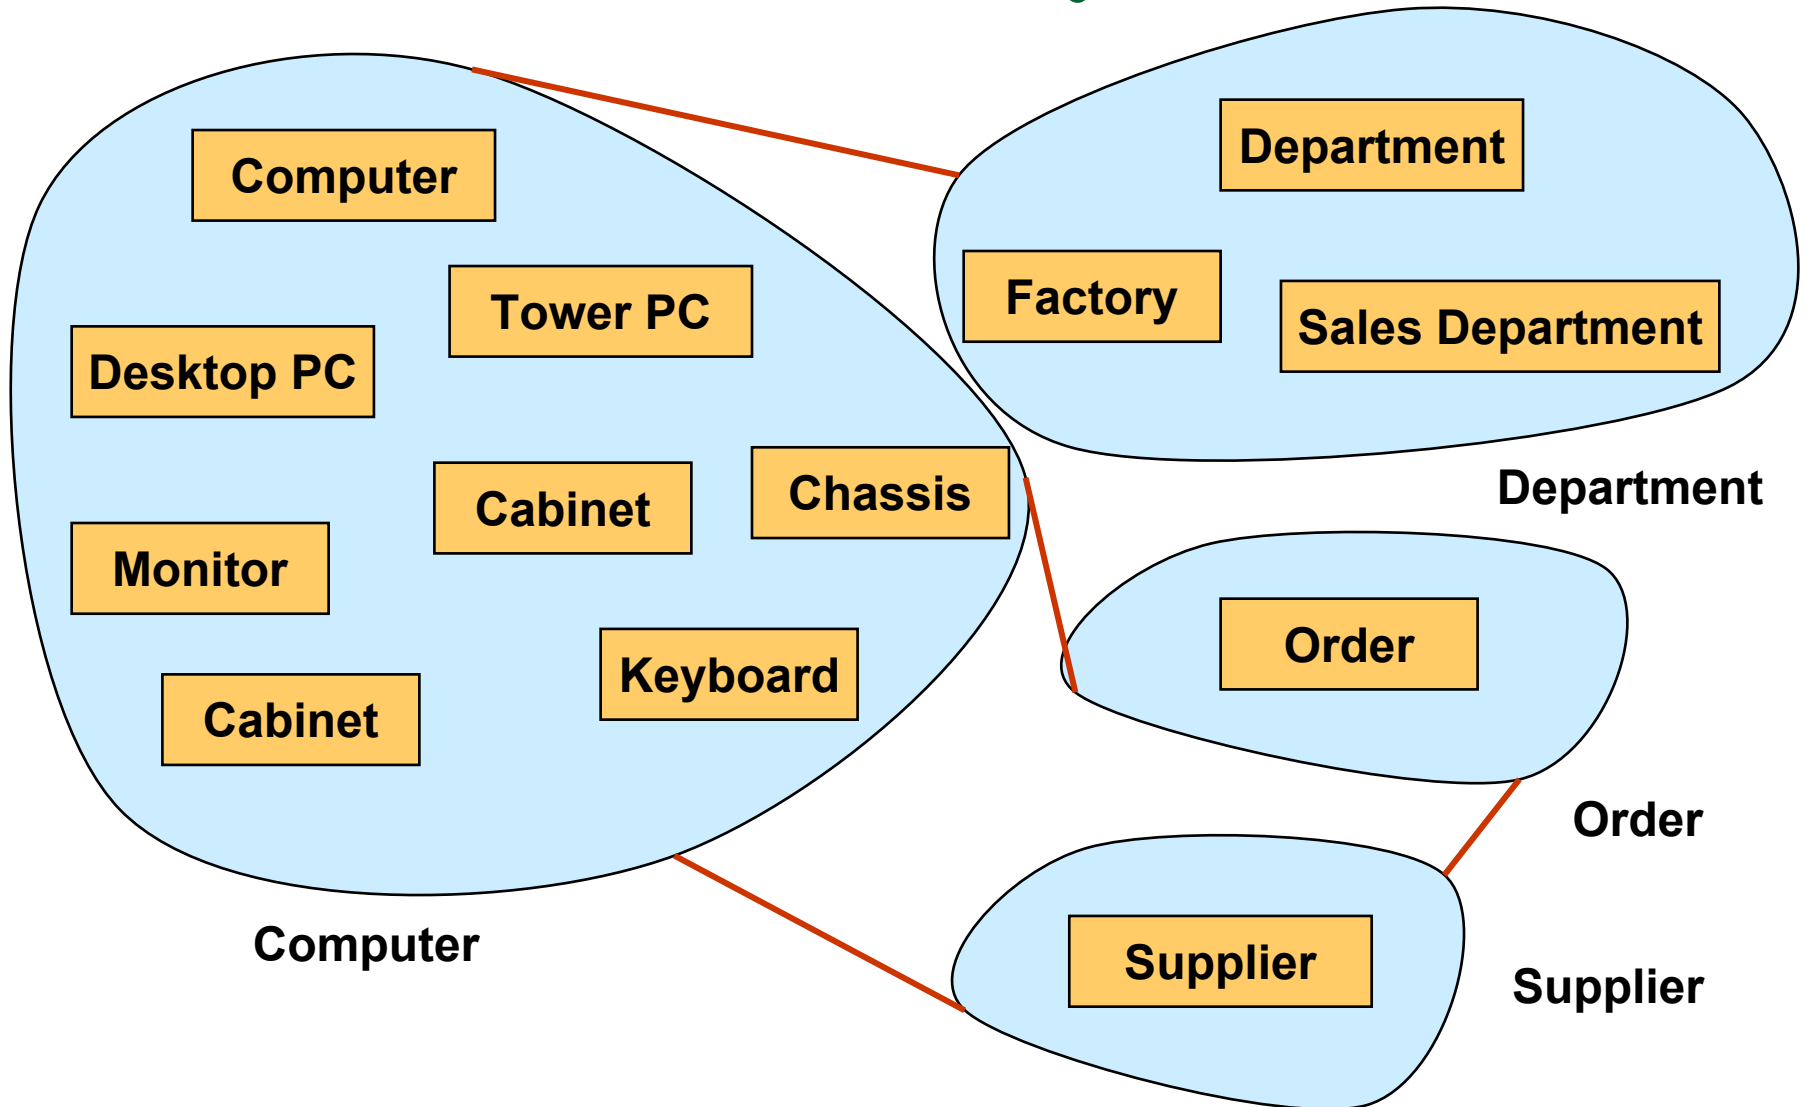 Computer
Department
Tower PC
Factory
Sales Department
Desktop PC
Cabinet
Chassis
Department
Monitor
Order
Keyboard
Cabinet
Order
Computer
Supplier
Supplier